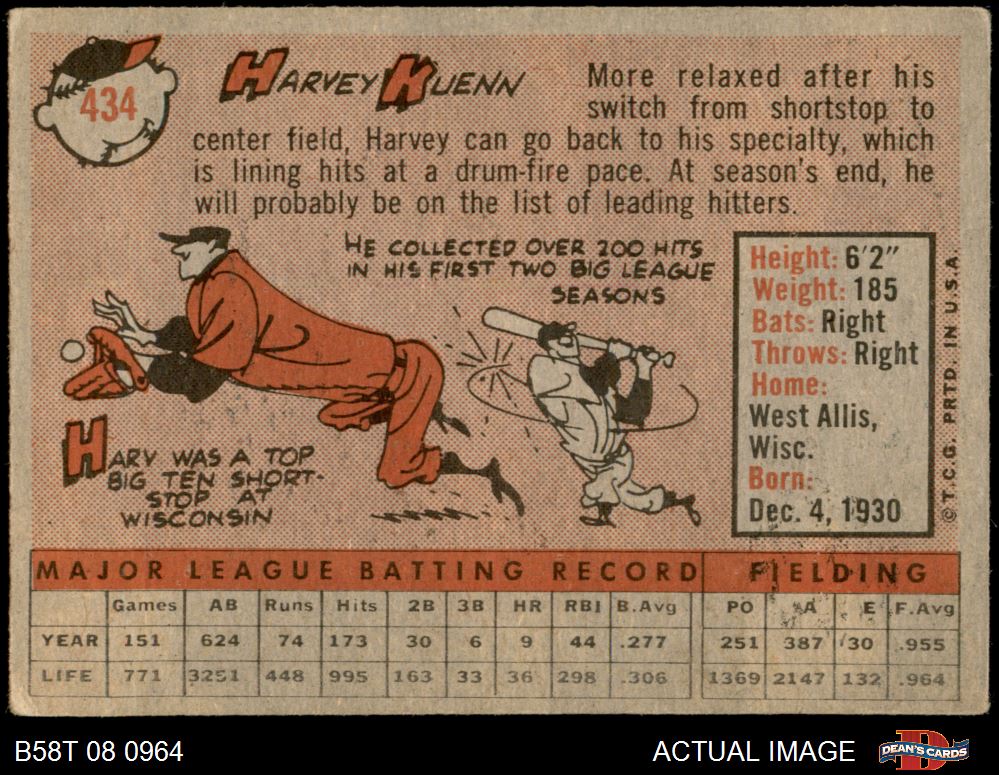 434
HARVEY KUENN
More relaxed after his
switch from shortstop to
center field, Harvey can go back to his specialty, which
is lining hits at a drum-fire pace. At season's end, he
will probably be on the list of leading hitters.
HE COLLECTED OVER 200 HITS
IN HIS FIRST TWO BIG LEAGUE
SEASONS
HARV WAS A TOP
BIG TEN SHORT-
STOP AT
WISCONSIN
Height: 6'2"
Weight: 185
Bats: Right
Throws: Right
Home:
West Allis,
Wisc.
Born:
Dec. 4, 1930
© T.C.G. PRTD. IN U.S.A.
MAJOR LEAGUE BATTING RECORD FIELDING
Games AB Runs Hits 2B 3B HR RBI B.Avg PO A E F.Avg
YEAR 151 624 74 173 30 6 9 44 .277 251 387 30 .955
LIFE 771 3251 448 995 163 33 36 298 .306 1369 2147 132 .964
B58T 08 0964
ACTUAL IMAGE
DEAN'S CARDS